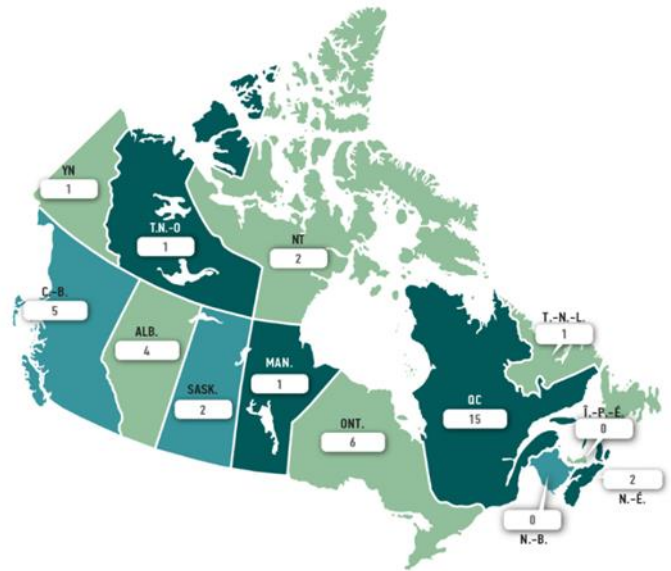 YN
1
T.N.-O
1
NT
2
C.-B.
5
ALB.
4
SASK.
2
MAN.
1
ONT.
6
QC
15
T.-N.-L.
1
Î.-P.-É.
0
2
N.-É.
0
N.-B.